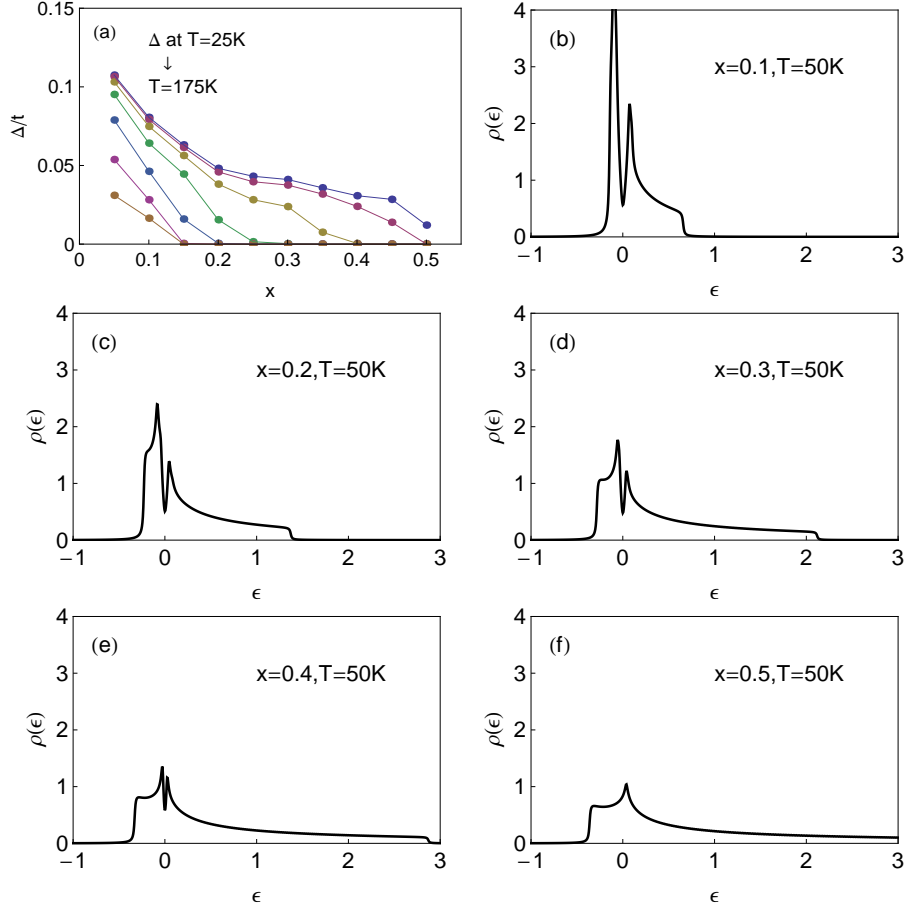 (a)
Δ at T=25K
↓
T=175K
Δ/t
0.15
0.10
0.05
0
0
0.1
0.2
0.3
0.4
0.5
x
(b)
x=0.1,T=50K
ρ(ϵ)
4
3
2
1
0
−1
0
1
2
3
ϵ
(c)
x=0.2,T=50K
ρ(ϵ)
4
3
2
1
0
−1
0
1
2
3
ϵ
(d)
x=0.3,T=50K
ρ(ϵ)
4
3
2
1
0
−1
0
1
2
3
ϵ
(e)
x=0.4,T=50K
ρ(ϵ)
4
3
2
1
0
−1
0
1
2
3
ϵ
(f)
x=0.5,T=50K
ρ(ϵ)
4
3
2
1
0
−1
0
1
2
3
ϵ